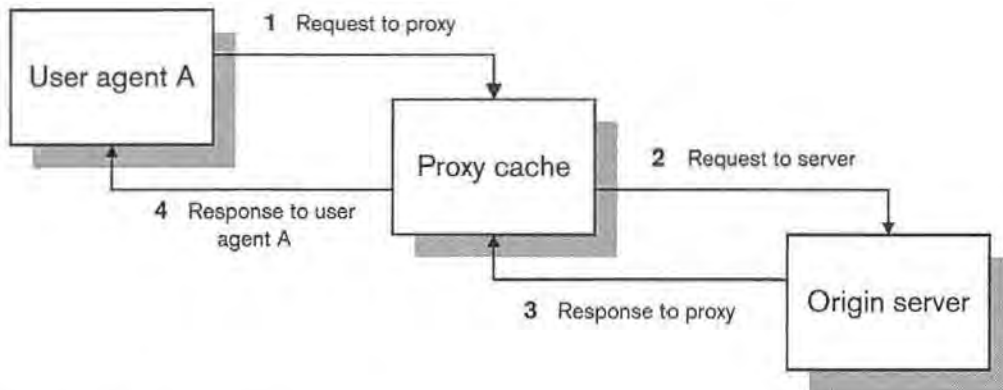 1 Request to proxy
User agent A
Proxy cache
2 Request to server
4 Response to user
agent A
3 Response to proxy
Origin server